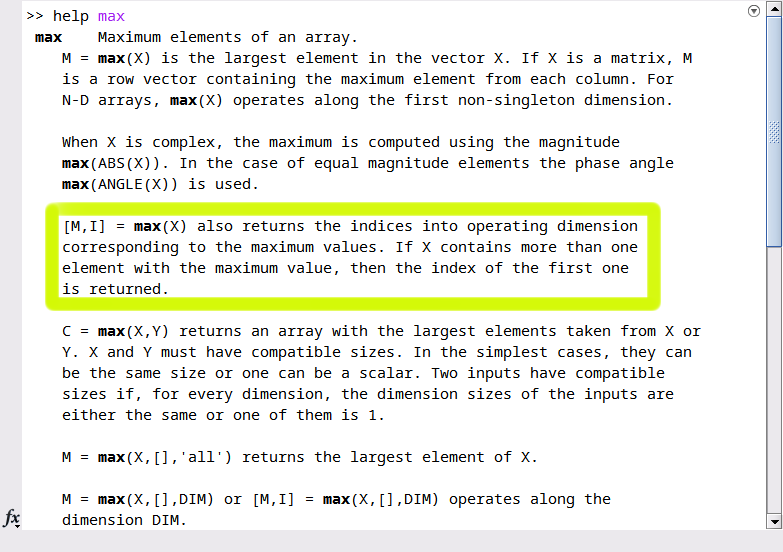 >> help max
max    Maximum elements of an array.
M = max(X) is the largest element in the vector X. If X is a matrix, M
is a row vector containing the maximum element from each column. For
N-D arrays, max(X) operates along the first non-singleton dimension.
When X is complex, the maximum is computed using the magnitude
max(ABS(X)). In the case of equal magnitude elements the phase angle
max(ANGLE(X)) is used.
[M,I] = max(X) also returns the indices into operating dimension
corresponding to the maximum values. If X contains more than one
element with the maximum value, then the index of the first one
is returned.
C = max(X,Y) returns an array with the largest elements taken from X or
Y. X and Y must have compatible sizes. In the simplest cases, they can
be the same size or one can be a scalar. Two inputs have compatible
sizes if, for every dimension, the dimension sizes of the inputs are
either the same or one of them is 1.
M = max(X,[],'all') returns the largest element of X.
M = max(X,[],DIM) or [M,I] = max(X,[],DIM) operates along the
dimension DIM.
fx